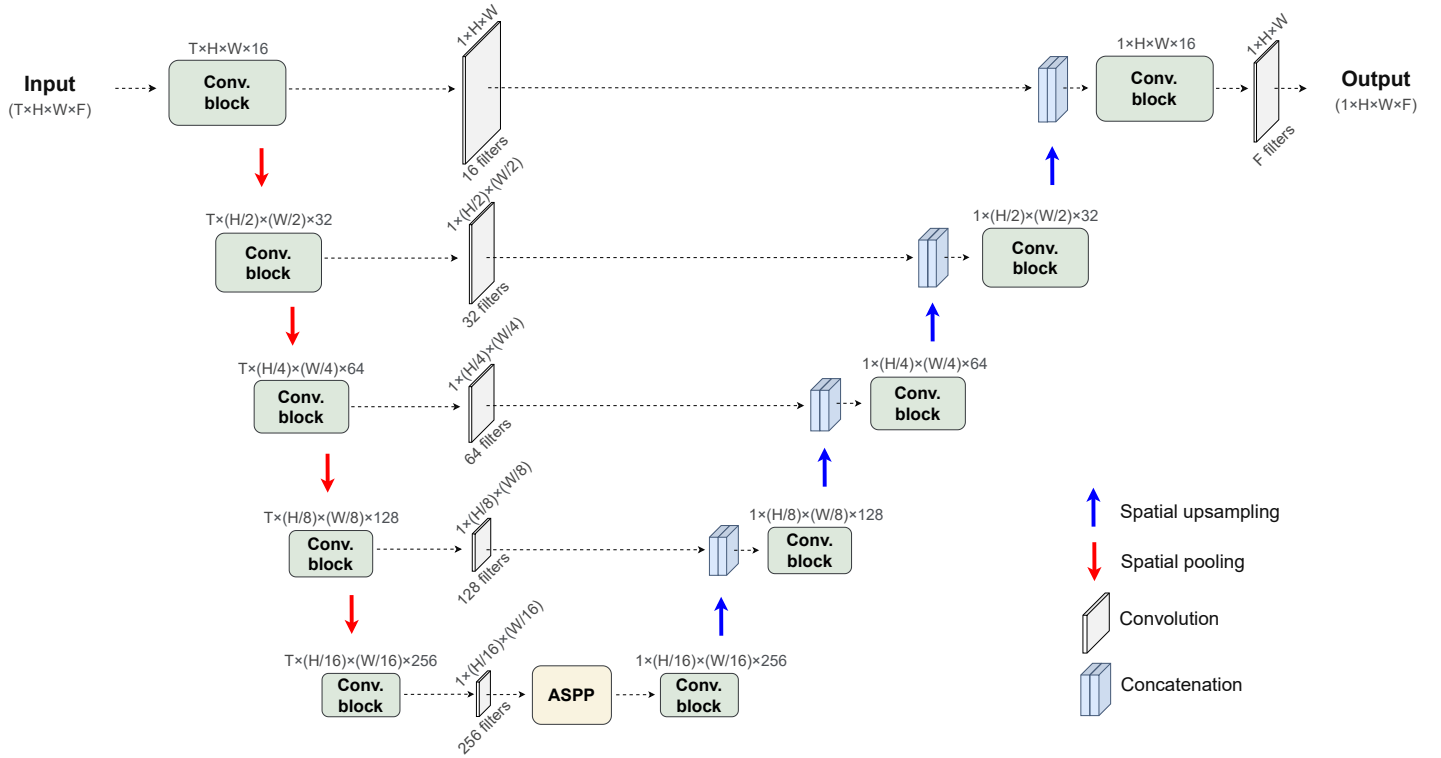 Input
(T×H×W×F)
T×H×W×16
Conv.
block
1×H×W
16 filters
1×H×W×16
Conv.
block
1×H×W
F filters
Output
(1×H×W×F)
T×(H/2)×(W/2)×32
Conv.
block
1×(H/2)×(W/2)
32 filters
1×(H/2)×(W/2)×32
Conv.
block
T×(H/4)×(W/4)×64
Conv.
block
1×(H/4)×(W/4)
64 filters
1×(H/4)×(W/4)×64
Conv.
block
T×(H/8)×(W/8)×128
Conv.
block
1×(H/8)×(W/8)
128 filters
1×(H/8)×(W/8)×128
Conv.
block
T×(H/16)×(W/16)×256
Conv.
block
1×(H/16)×(W/16)
256 filters
ASPP
1×(H/16)×(W/16)×256
Conv.
block
Spatial upsampling
Spatial pooling
Convolution
Concatenation